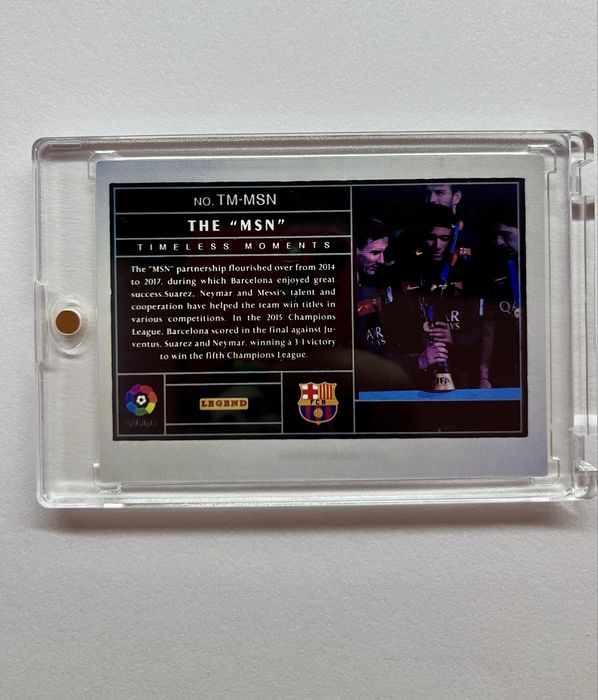 NO. TM-MSN
THE "MSN"
TIMELESS MOMENTS
The "MSN" partnership flourished over from 2014
to 2017, during which Barcelona enjoyed great
success.Suarez, Neymar and Messi's talent and
cooperation have helped the team win titles in
various competitions. In the 2015 Champions
League, Barcelona scored in the final against Ju-
ventus, Suarez and Neymar, winning a 3-1 victory
to win the fifth Champions League.
LEGEND
FCB
FIFA